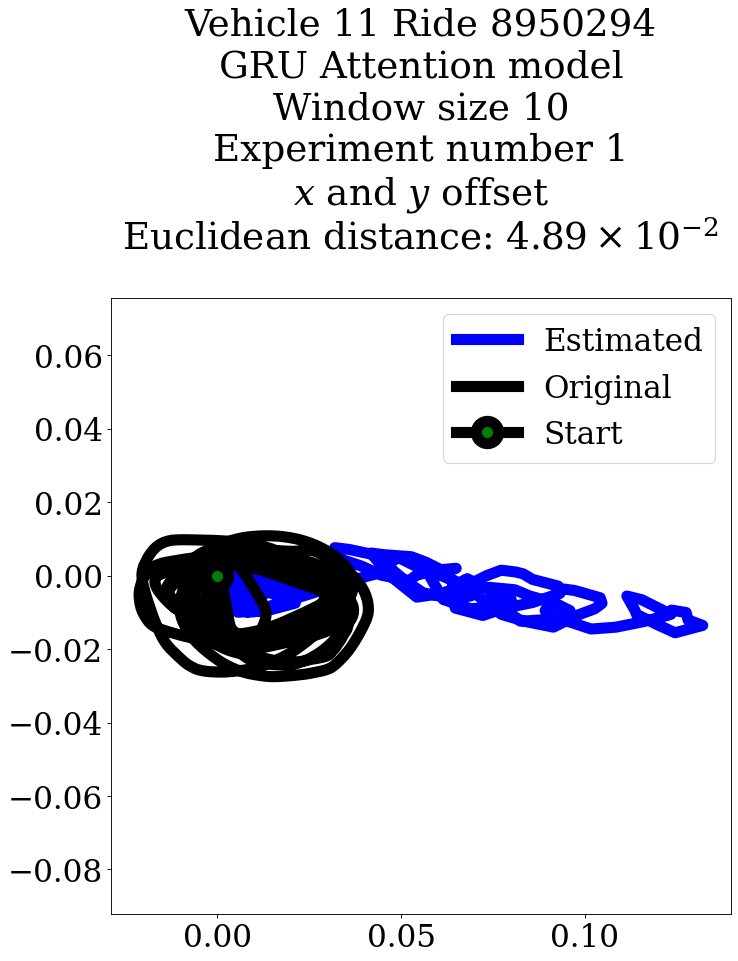 Vehicle 11 Ride 8950294
GRU Attention model
Window size 10
Experiment number 1
x and y offset
Euclidean distance: 4.89 × 10⁻²
Estimated
Original
Start
0.06
0.04
0.02
0.00
−0.02
−0.04
−0.06
−0.08
0.00 0.05 0.10